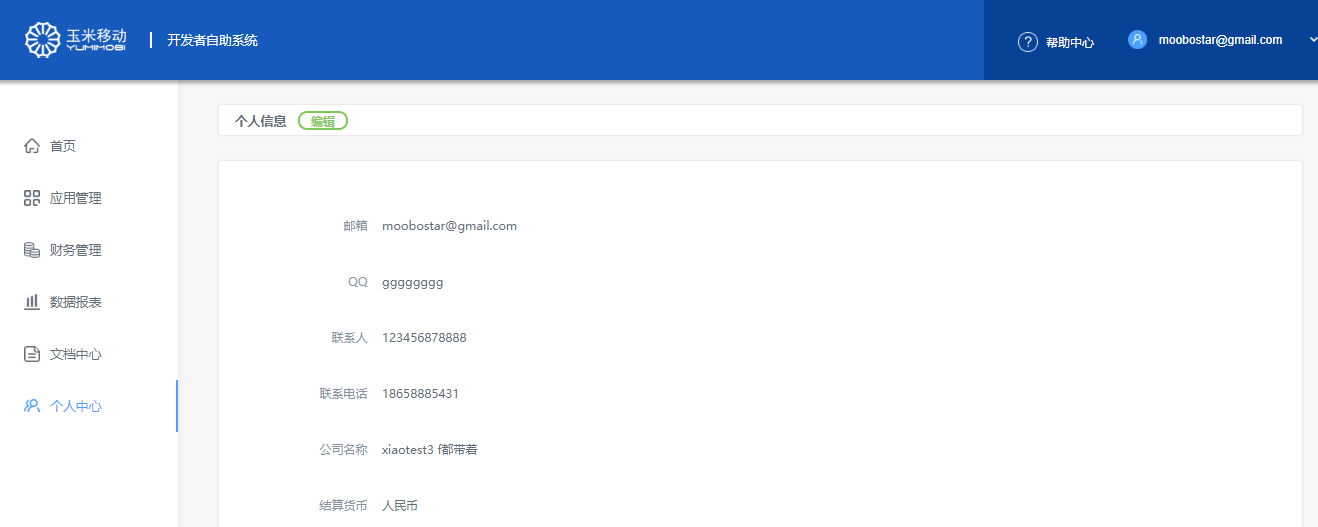 玉米移动
YUMIMOBI
开发者自助系统
帮助中心
moobostar@gmail.com
首页
应用管理
财务管理
数据报表
文档中心
个人中心
个人信息
编辑
邮箱 moobostar@gmail.com
QQ gggggggg
联系人 123456878888
联系电话 18658885431
公司名称 xiaotest3 f都带着
结算货币 人民币